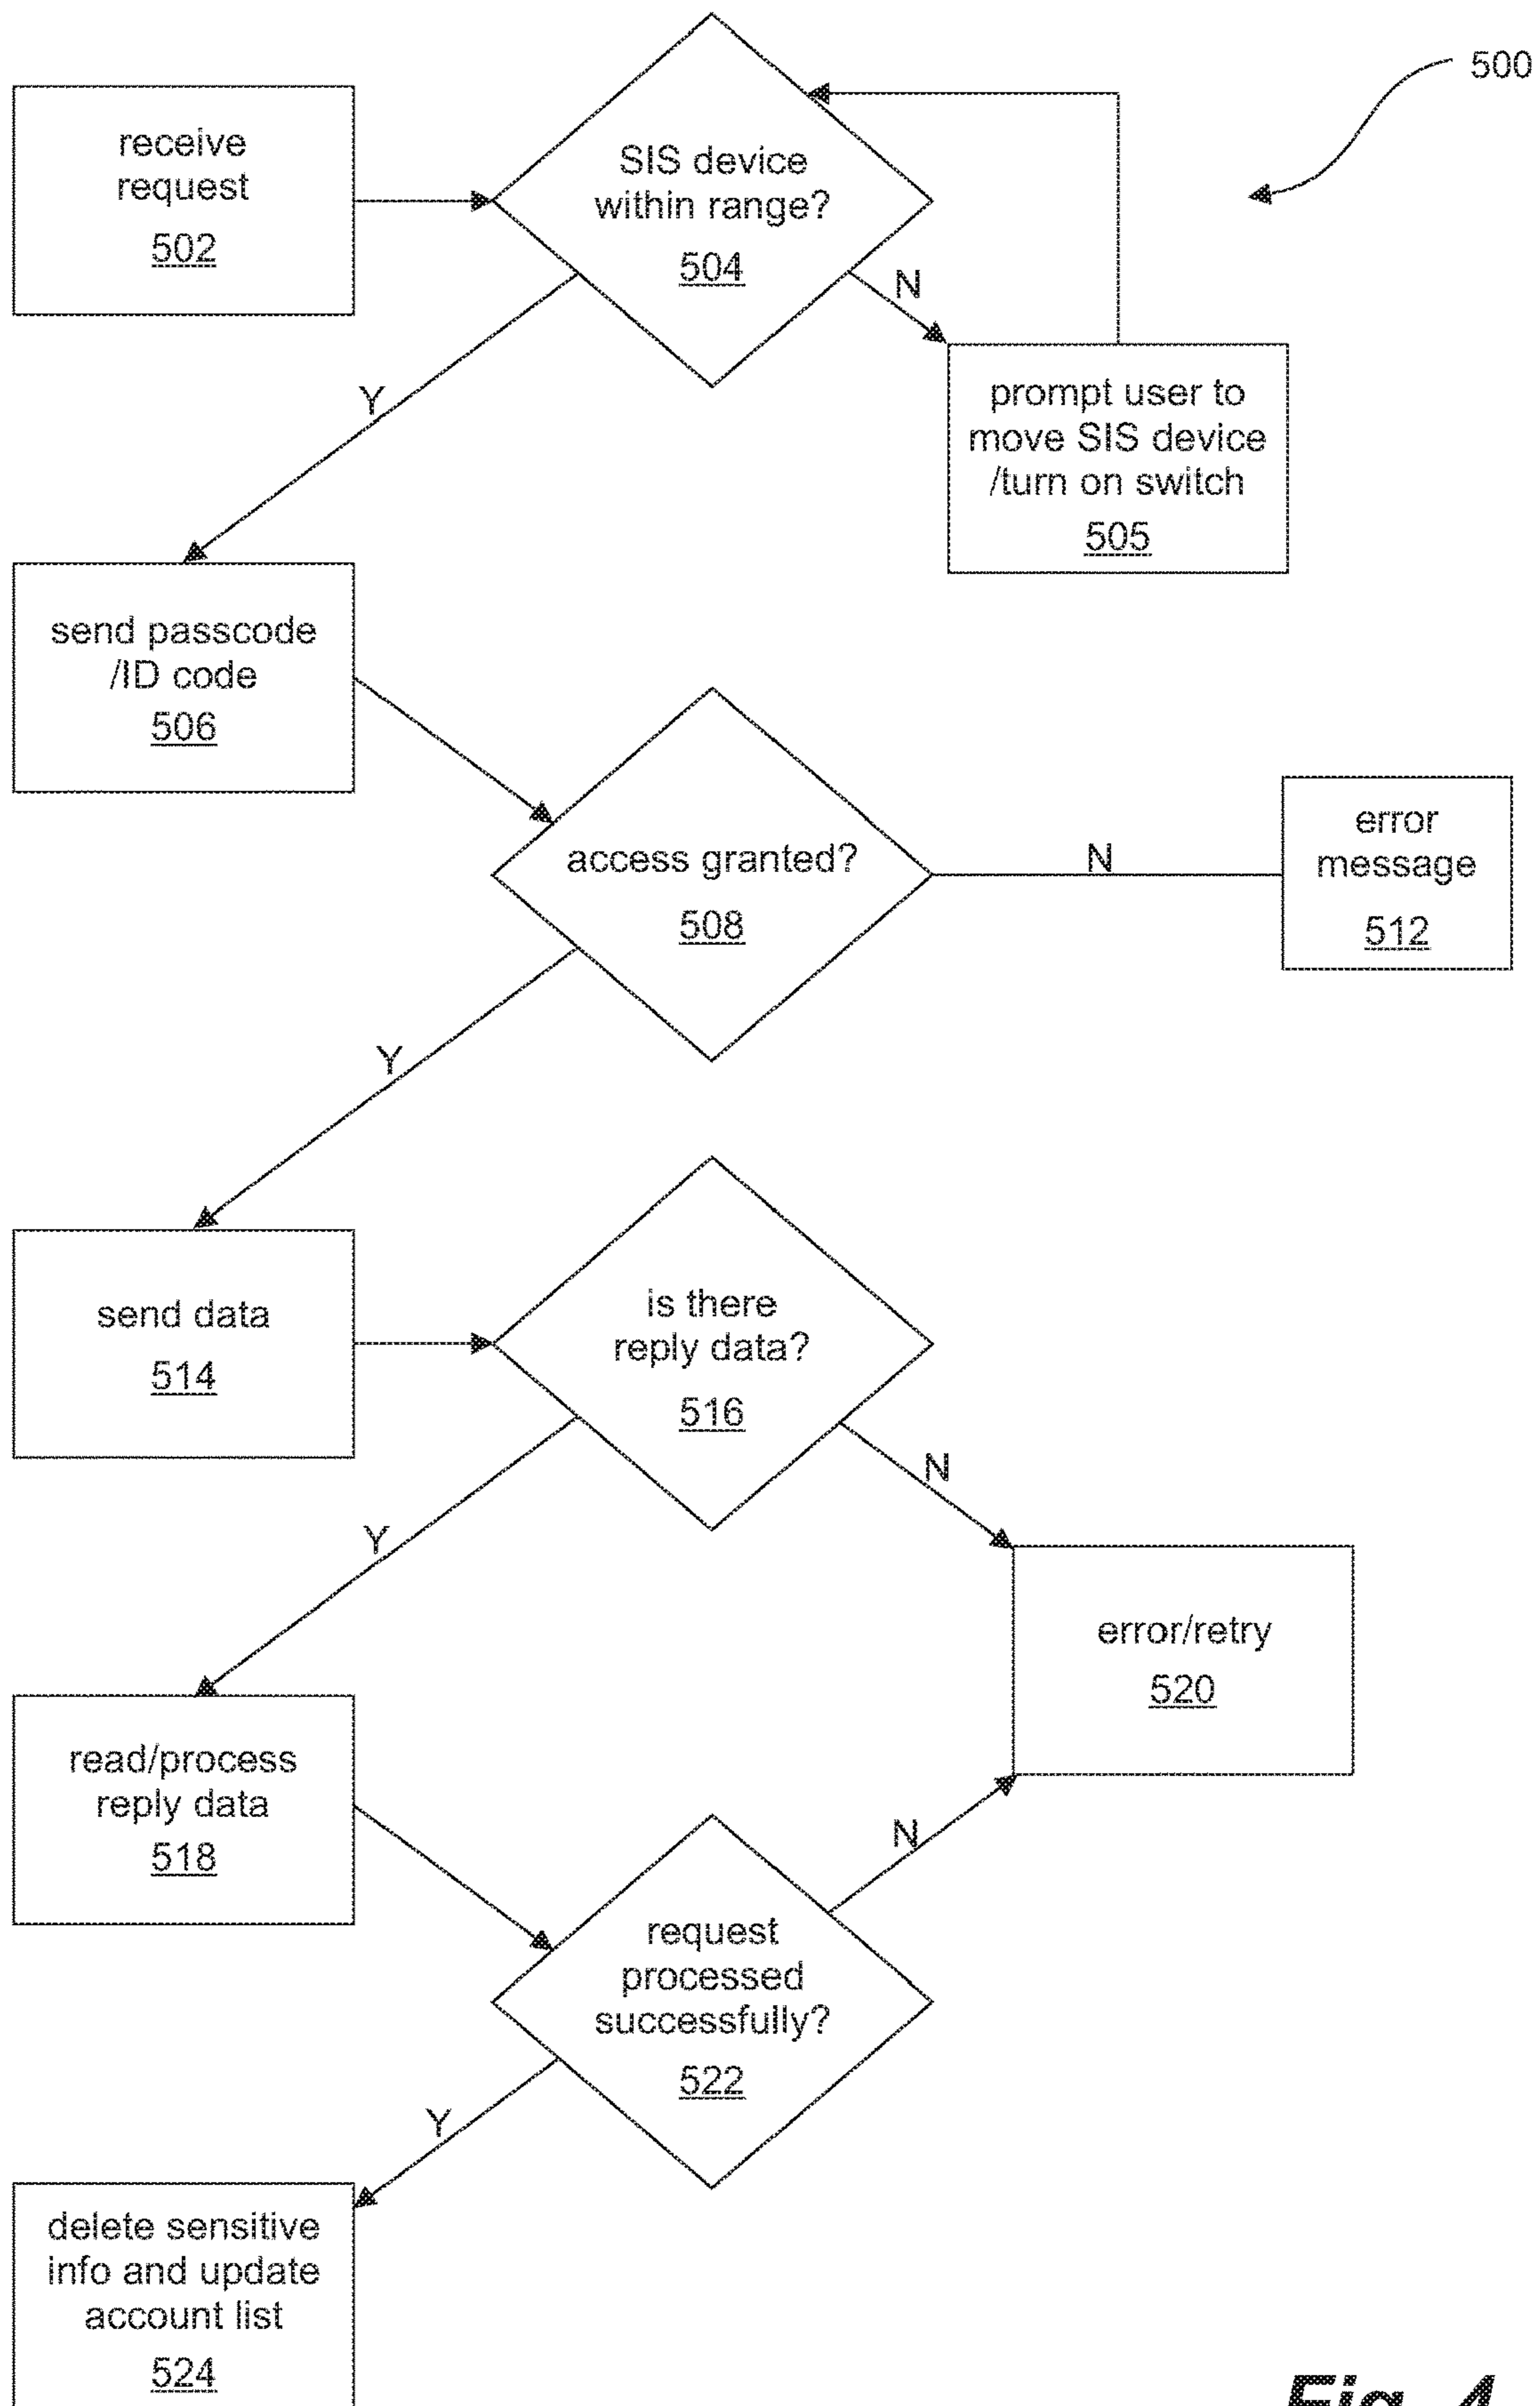 500
receive
request
502
SIS device
within range?
504
N
Y
prompt user to
move SIS device
/turn on switch
505
send passcode
/ID code
506
access granted?
508
N
error
message
512
Y
send data
514
is there
reply data?
516
N
Y
error/retry
520
read/process
reply data
518
N
request
processed
successfully?
522
Y
delete sensitive
info and update
account list
524
Fig. 4